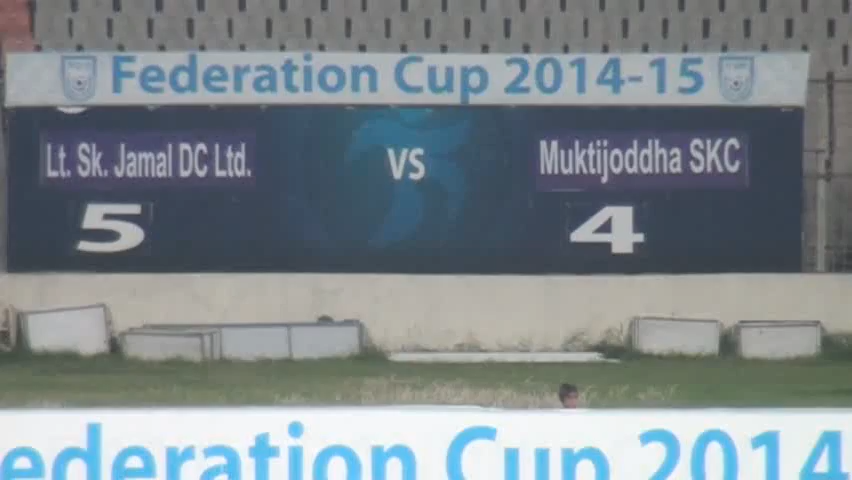 Federation Cup 2014-15
Lt. Sk. Jamal DC Ltd. VS Muktijoddha SKC
5 4
ederation Cup 2014